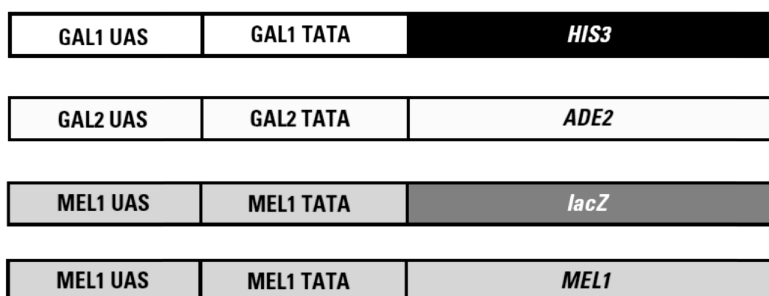 GAL1 UAS GAL1 TATA HIS3
GAL2 UAS GAL2 TATA ADE2
MEL1 UAS MEL1 TATA lacZ
MEL1 UAS MEL1 TATA MEL1